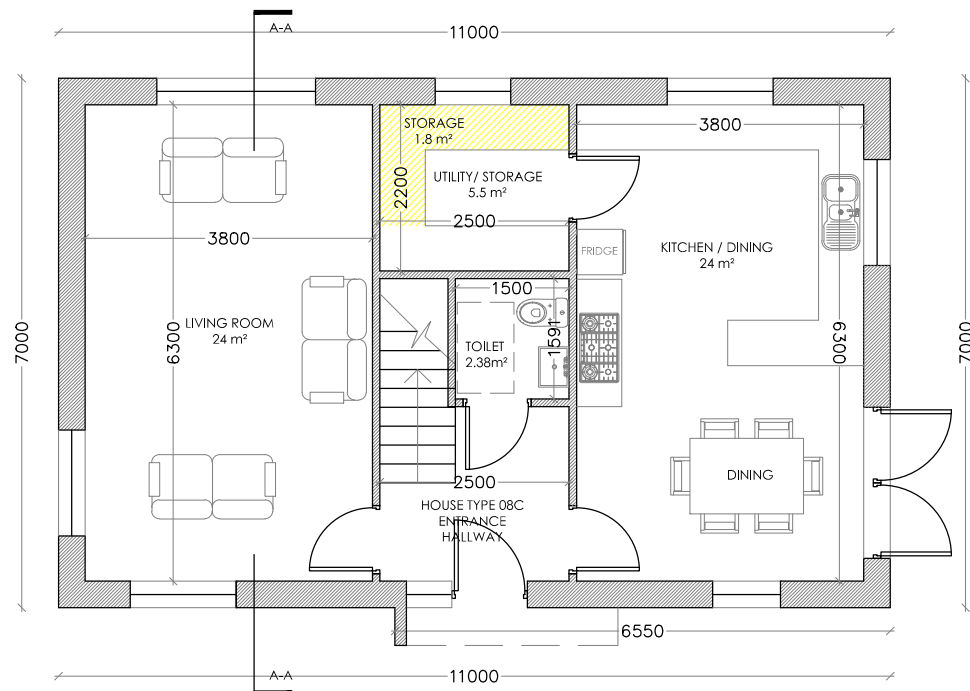 A-A
11000
STORAGE
1.8 m²
3800
UTILITY/ STORAGE
5.5 m²
2200
2500
3800
FRIDGE
KITCHEN / DINING
24 m²
1500
LIVING ROOM
24 m²
7000
6300
TOILET
2.38m²
1591
6300
7000
DINING
2500
HOUSE TYPE 08C
ENTRANCE
HALLWAY
6550
A-A
11000